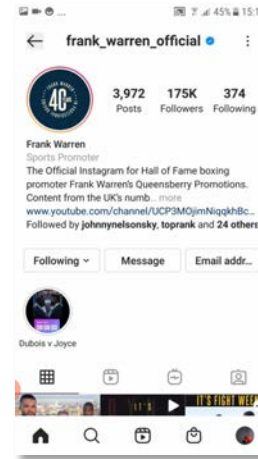 45% 15:1
frank_warren_official
40
3,972 175K 374
Posts Followers Following
Frank Warren
Sports Promoter
The Official Instagram for Hall of Fame boxing
promoter Frank Warren's Queensberry Promotions.
Content from the UK's numb... more
www.youtube.com/channel/UCP3MOjimNiqqkhBc...
Followed by johnnynelsonsky, toprank and 24 others
Following Message Email addr...
Dubois v Joyce
IT'S
IT'S FIGHT WEE